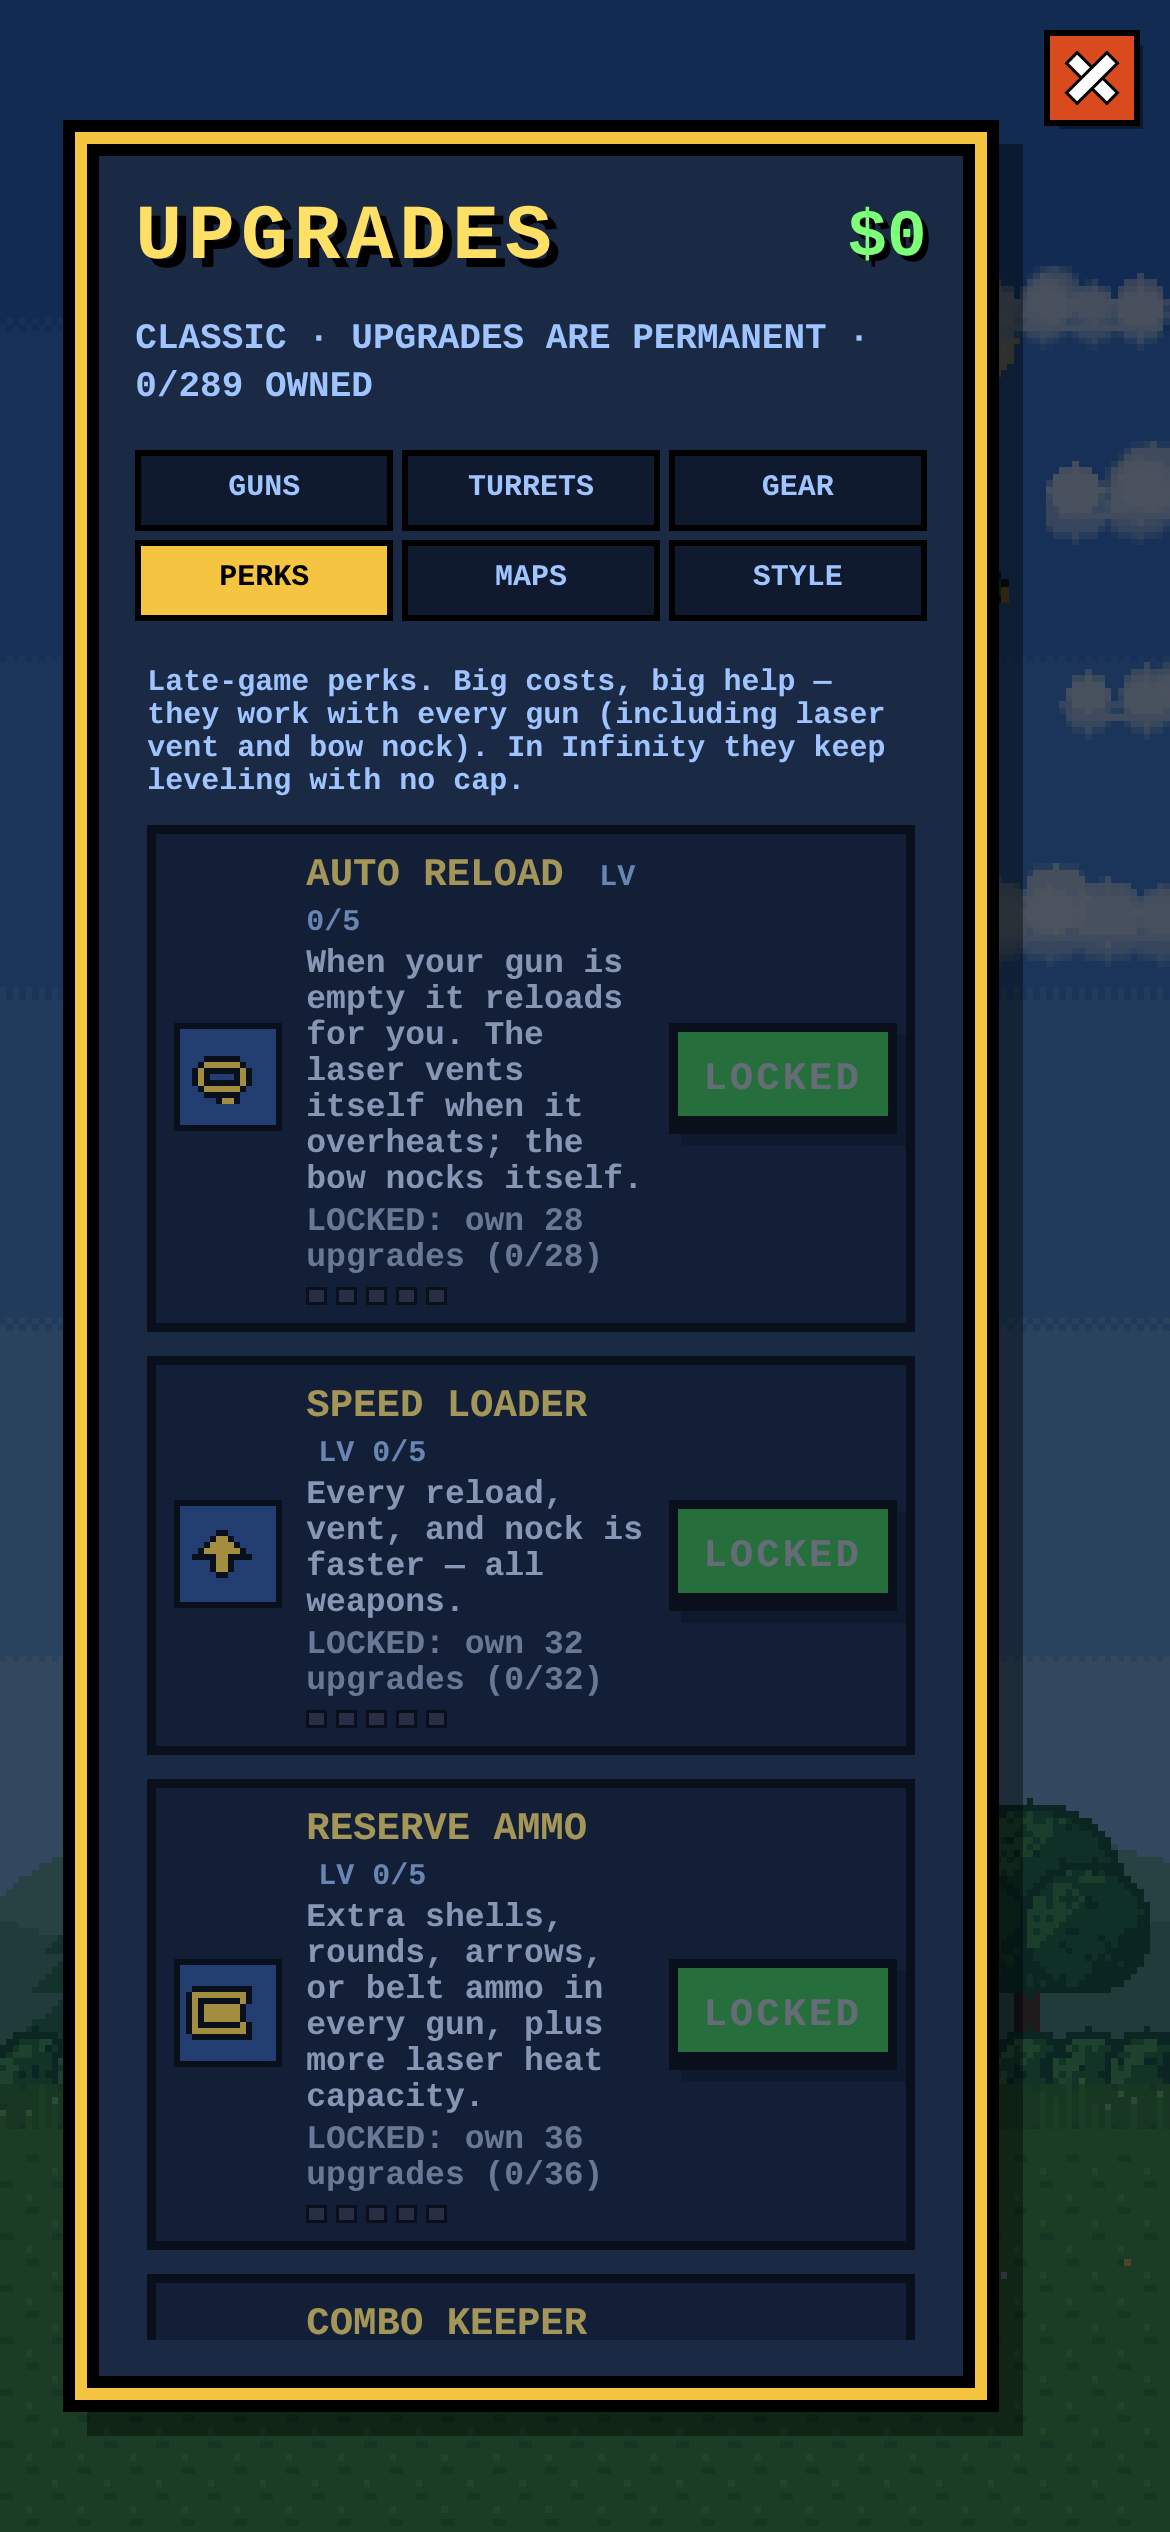 UPGRADES $0
CLASSIC · UPGRADES ARE PERMANENT ·
0/289 OWNED
GUNS TURRETS GEAR
PERKS MAPS STYLE
Late-game perks. Big costs, big help —
they work with every gun (including laser
vent and bow nock). In Infinity they keep
leveling with no cap.
AUTO RELOAD LV
0/5
When your gun is
empty it reloads
for you. The
laser vents
itself when it
overheats; the
bow nocks itself.
LOCKED: own 28
upgrades (0/28)
LOCKED
SPEED LOADER
LV 0/5
Every reload,
vent, and nock is
faster — all
weapons.
LOCKED: own 32
upgrades (0/32)
LOCKED
RESERVE AMMO
LV 0/5
Extra shells,
rounds, arrows,
or belt ammo in
every gun, plus
more laser heat
capacity.
LOCKED: own 36
upgrades (0/36)
LOCKED
COMBO KEEPER